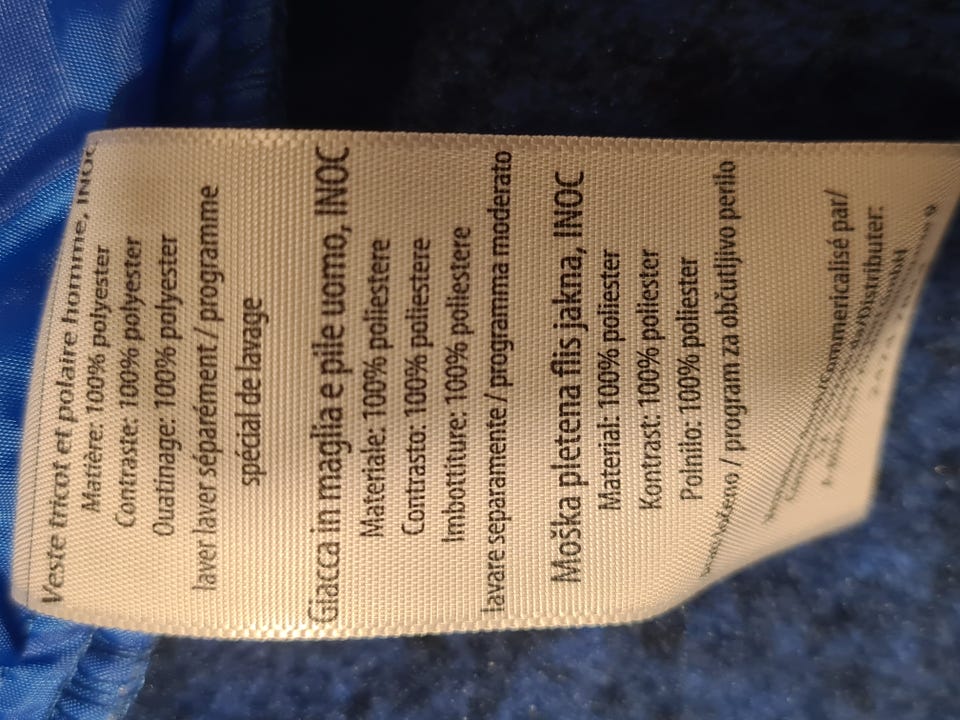 Veste tricot et polaire homme, INOC
Matière: 100% polyester
Contraste: 100% polyester
Ouatinage: 100% polyester
laver laver séparément / programme
spécial de lavage
Giacca in maglia e pile uomo, INOC
Materiale: 100% poliestere
Contrasto: 100% poliestere
Imbottiture: 100% poliestere
lavare separamente / programma moderato
Moška pletena flis jakna, INOC
Material: 100% poliester
Kontrast: 100% poliester
Polnilo: 100% poliester
ločeno / program za občutljivo perilo
par/
GmbH